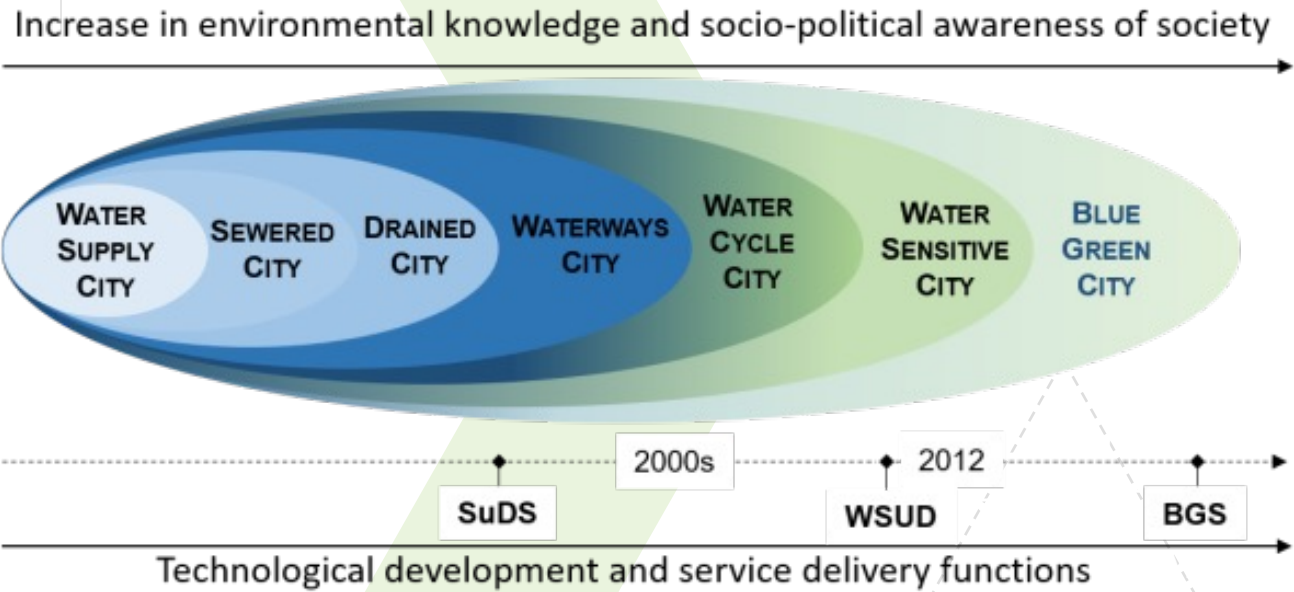 Increase in environmental knowledge and socio-political awareness of society
WATER
SUPPLY
CITY
SEWERED
CITY
DRAINED
CITY
WATERWAYS
CITY
WATER
CYCLE
CITY
WATER
SENSITIVE
CITY
BLUE
GREEN
CITY
2000s
2012
SuDS
WSUD
BGS
Technological development and service delivery functions